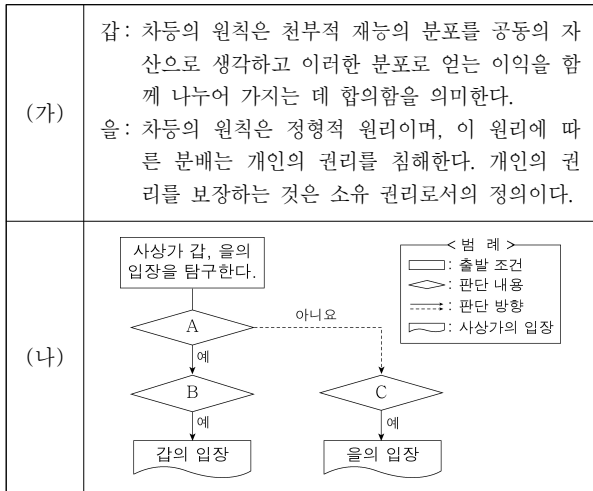 (가)
갑: 차등의 원칙은 천부적 재능의 분포를 공동의 자
산으로 생각하고 이러한 분포로 얻는 이익을 함
께 나누어 가지는 데 합의함을 의미한다.
을: 차등의 원칙은 정형적 원리이며, 이 원리에 따
른 분배는 개인의 권리를 침해한다. 개인의 권
리를 보장하는 것은 소유 권리로서의 정의이다.
(나)
사상가 갑, 을의
입장을 탐구한다.
<범 례>
: 출발 조건
: 판단 내용
: 판단 방향
: 사상가의 입장
A
아니요
예
B
C
예
예
갑의 입장
을의 입장